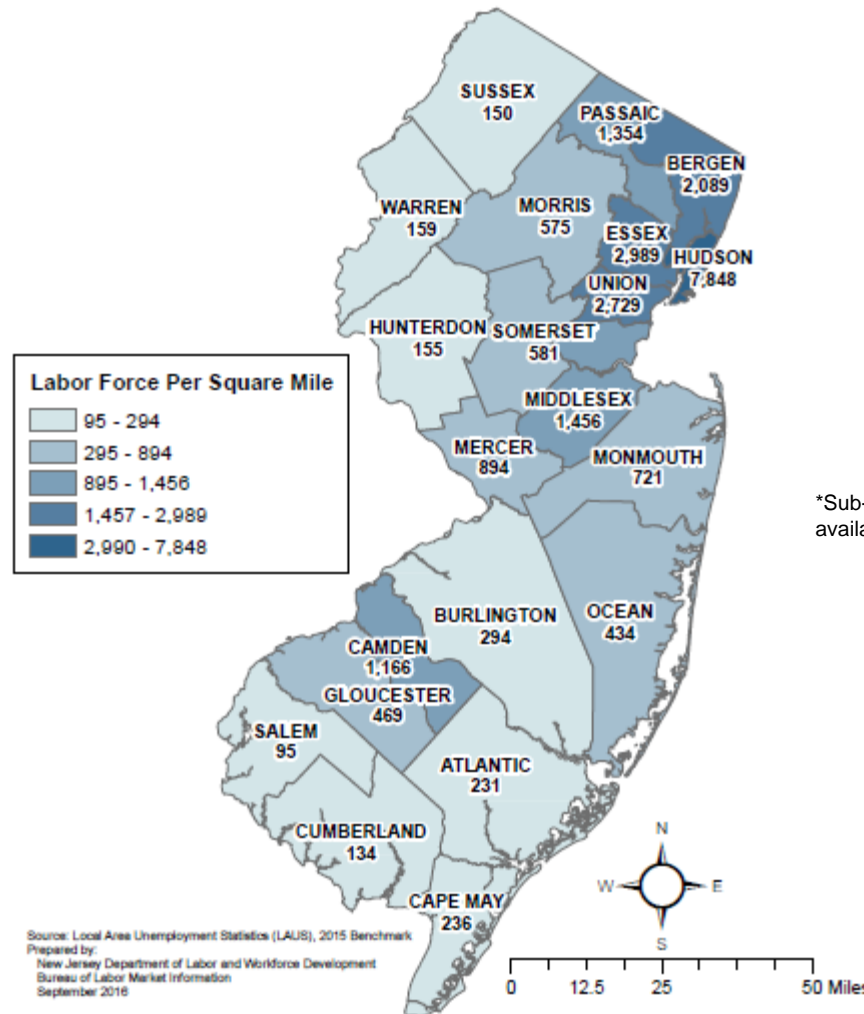 SUSSEX
150
PASSAIC
1,354
BERGEN
2,089
WARREN
159
MORRIS
575
ESSEX
2,989
HUDSON
7,848
UNION
2,729
HUNTERDON
155
SOMERSET
581
Labor Force Per Square Mile
95 - 294
295 - 894
895 - 1,456
1,457 - 2,989
2,990 - 7,848
MIDDLESEX
1,456
MERCER
894
MONMOUTH
721
*Sub-
availa
BURLINGTON
294
OCEAN
434
CAMDEN
1,166
GLOUCESTER
469
SALEM
95
ATLANTIC
231
CUMBERLAND
134
CAPE MAY
236
N
W
E
S
Source: Local Area Unemployment Statistics (LAUS), 2015 Benchmark
Prepared by:
New Jersey Department of Labor and Workforce Development
Bureau of Labor Market Information
September 2016
0 12.5 25 50 Miles